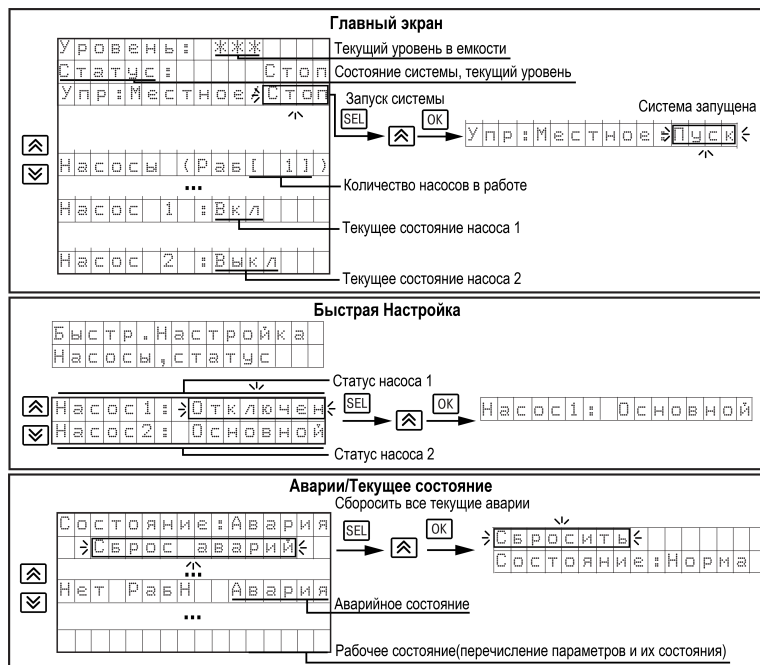 Главный экран
Уровень: ***
Текущий уровень в емкости
Статус: Стоп
Состояние системы, текущий уровень
Упр:Местное Стоп
Запуск системы
SEL
OK
Система запущена
Упр:Местное:Пуск
Насосы (Раб[ 1])
Количество насосов в работе
...
Насос 1 :Вкл
Текущее состояние насоса 1
Насос 2 :Выкл
Текущее состояние насоса 2
Быстрая Настройка
Быстр.Настройка
Насосы,статус
Статус насоса 1
Насос1: Отключен
SEL
OK
Насос1: Основной
Насос2: Основной
Статус насоса 2
Аварии/Текущее состояние
Сбросить все текущие аварии
Состояние:Авария
SEL
OK
Сбросить
Сброс аварий
Состояние:Норма
...
Нет РабН Авария
Аварийное состояние
...
Рабочее состояние(перечисление параметров и их состояния)